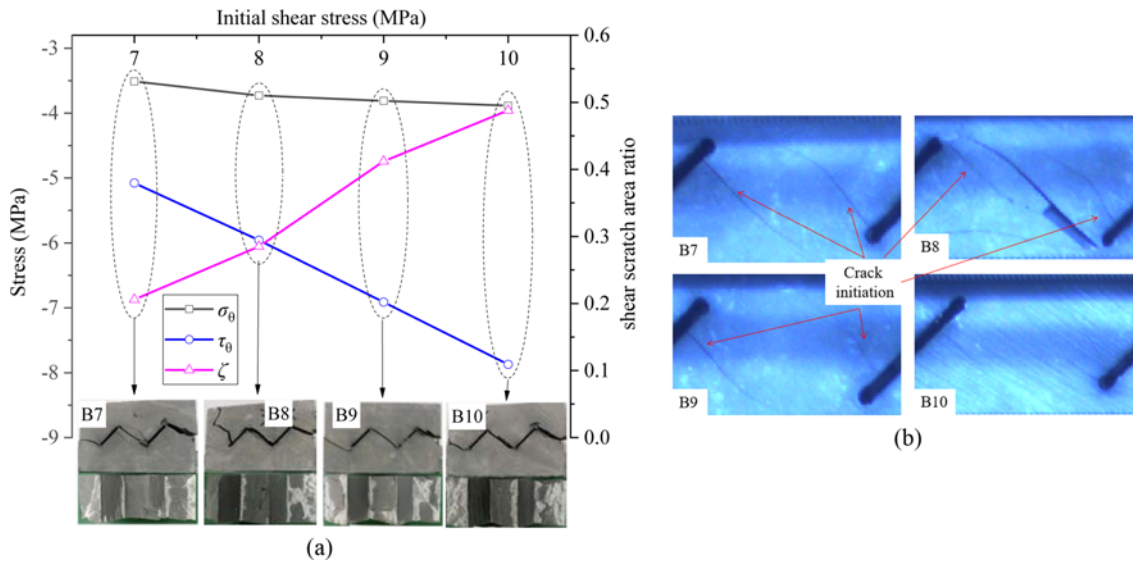 Initial shear stress (MPa)
7
8
9
10
-3
-4
-5
-6
-7
-8
-9
Stress (MPa)
0.6
0.5
0.4
0.3
0.2
0.1
0.0
shear scratch area ratio
σθ
τθ
ζ
B7
B8
B9
B10
(a)
B7
B8
Crack
initiation
B9
B10
(b)